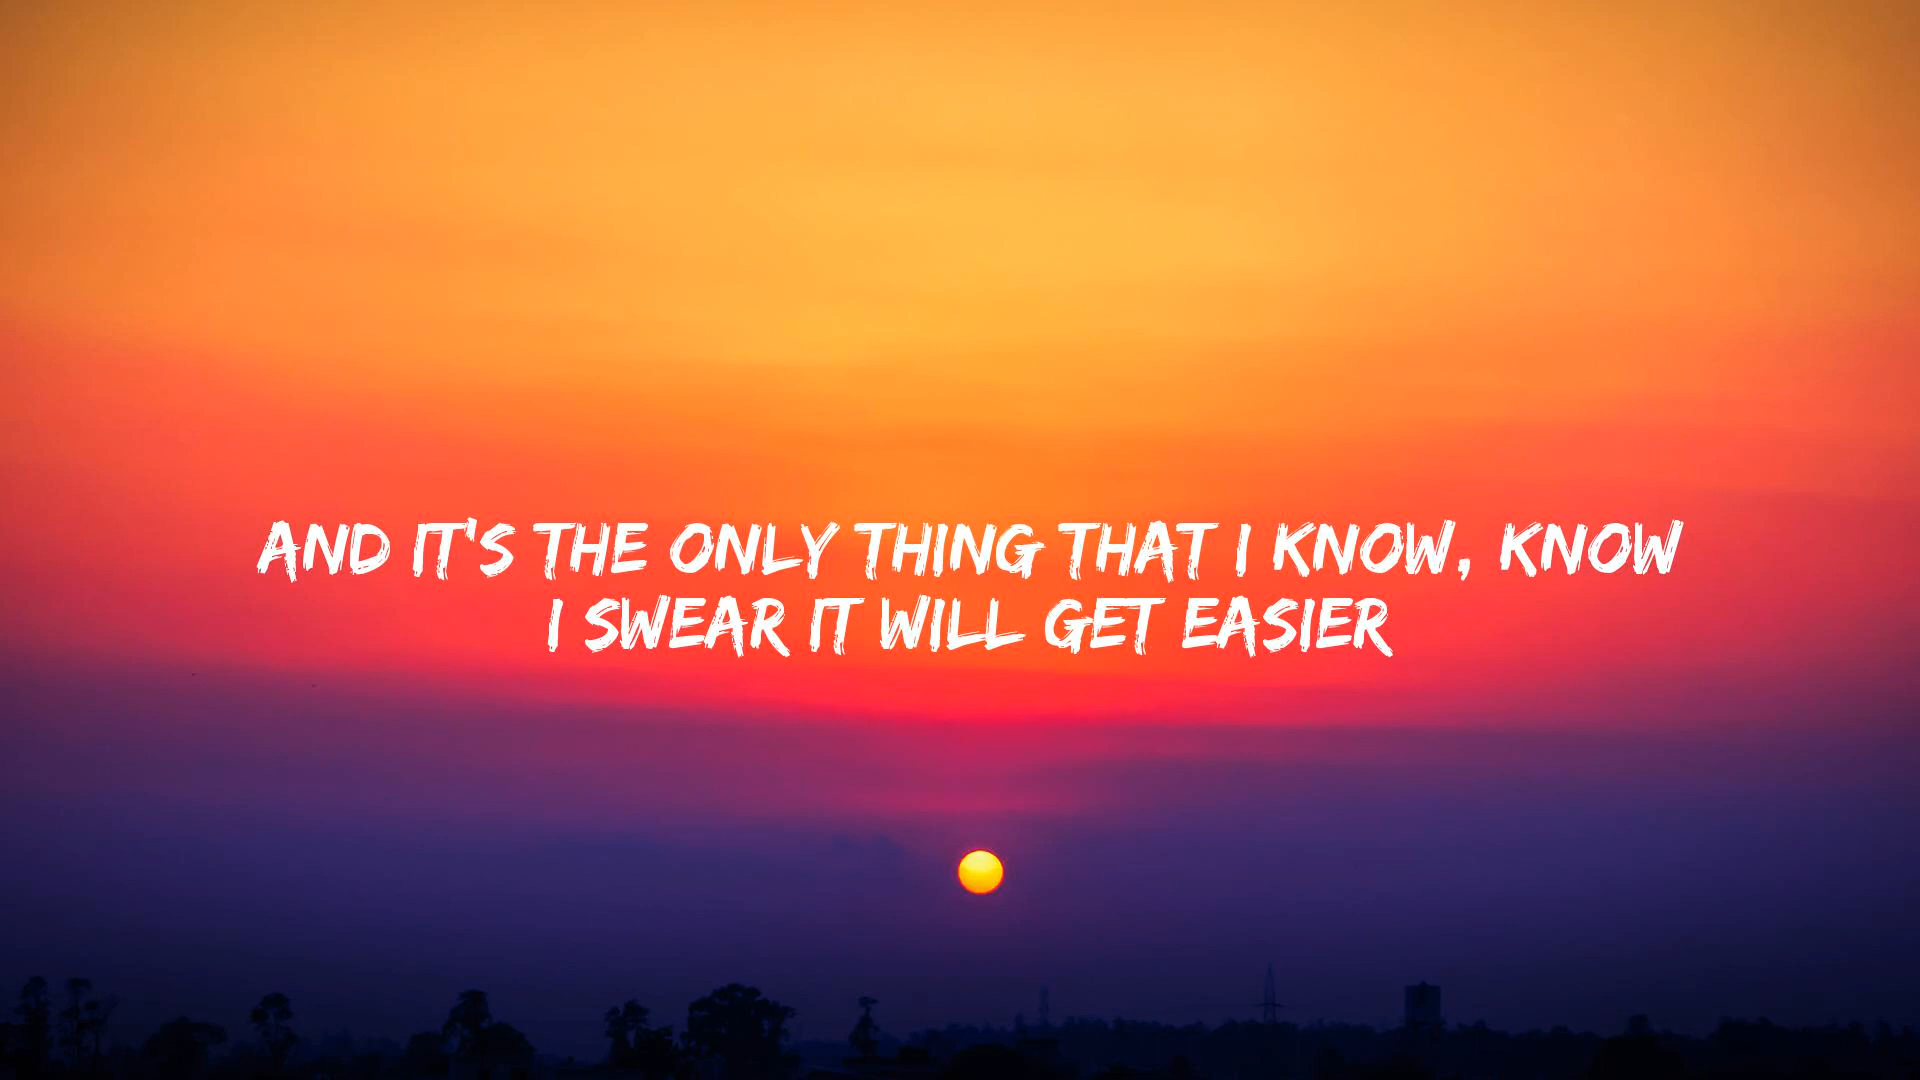 AND IT'S THE ONLY THING THAT I KNOW, KNOW
I SWEAR IT WILL GET EASIER